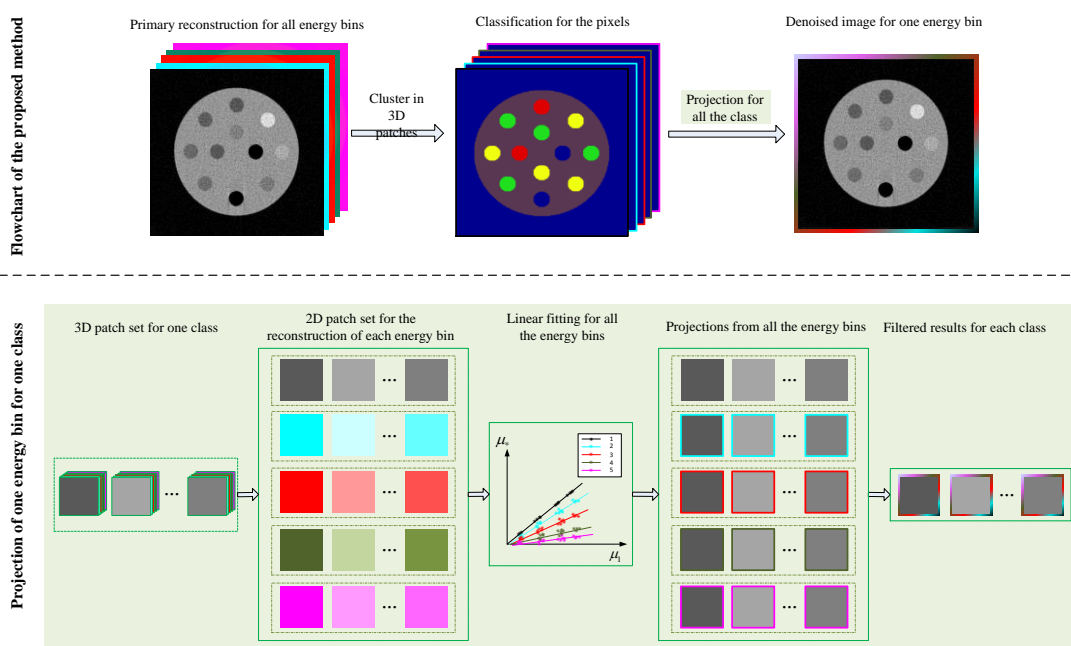 Flowchart of the proposed method
Primary reconstruction for all energy bins
Classification for the pixels
Denoised image for one energy bin
Cluster in
3D
patches
Projection for
all the class
Projection of one energy bin for one class
3D patch set for one class
2D patch set for the
reconstruction of each energy bin
Linear fitting for all
the energy bins
Projections from all the energy bins
Filtered results for each class
...
...
...
...
...
...
...
...
...
...
...
...
μ*
1
2
3
4
5
μ1